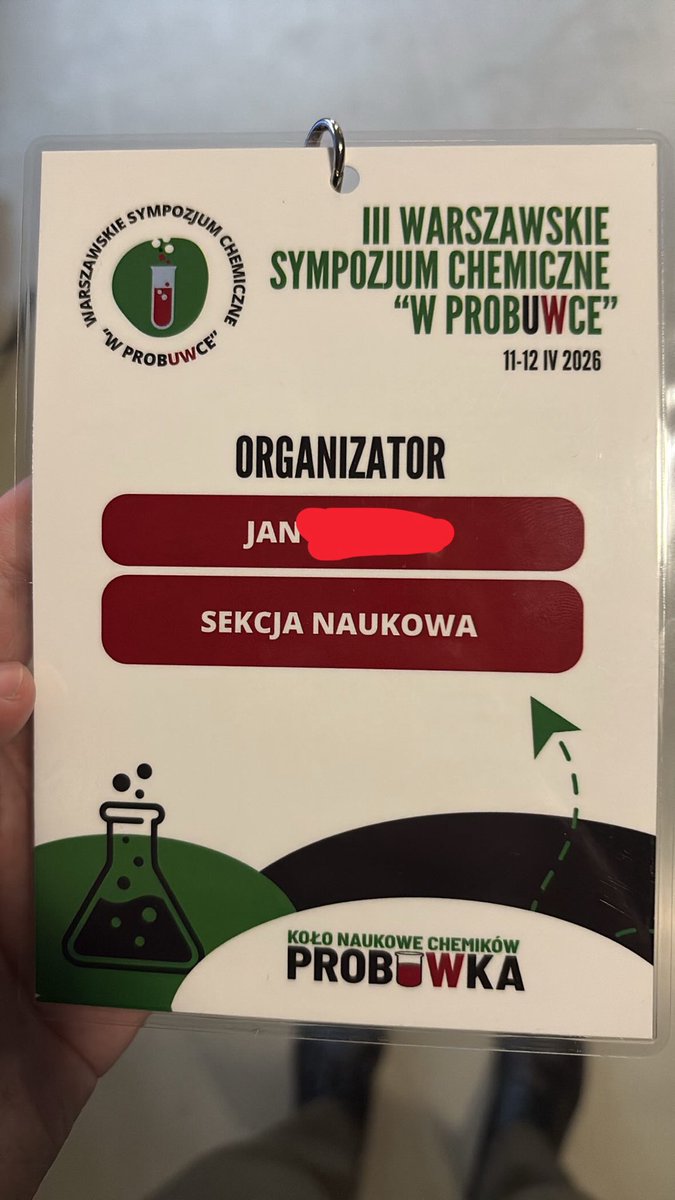 WARSZAWSKIE SYMPOZJUM CHEMICZNE
"W PROBUWCE"
III WARSZAWSKIE
SYMPOZJUM CHEMICZNE
“W PROBUWCE”
11-12 IV 2026
ORGANIZATOR
JAN
SEKCJA NAUKOWA
KOŁO NAUKOWE CHEMIKÓW
PROBUWKA